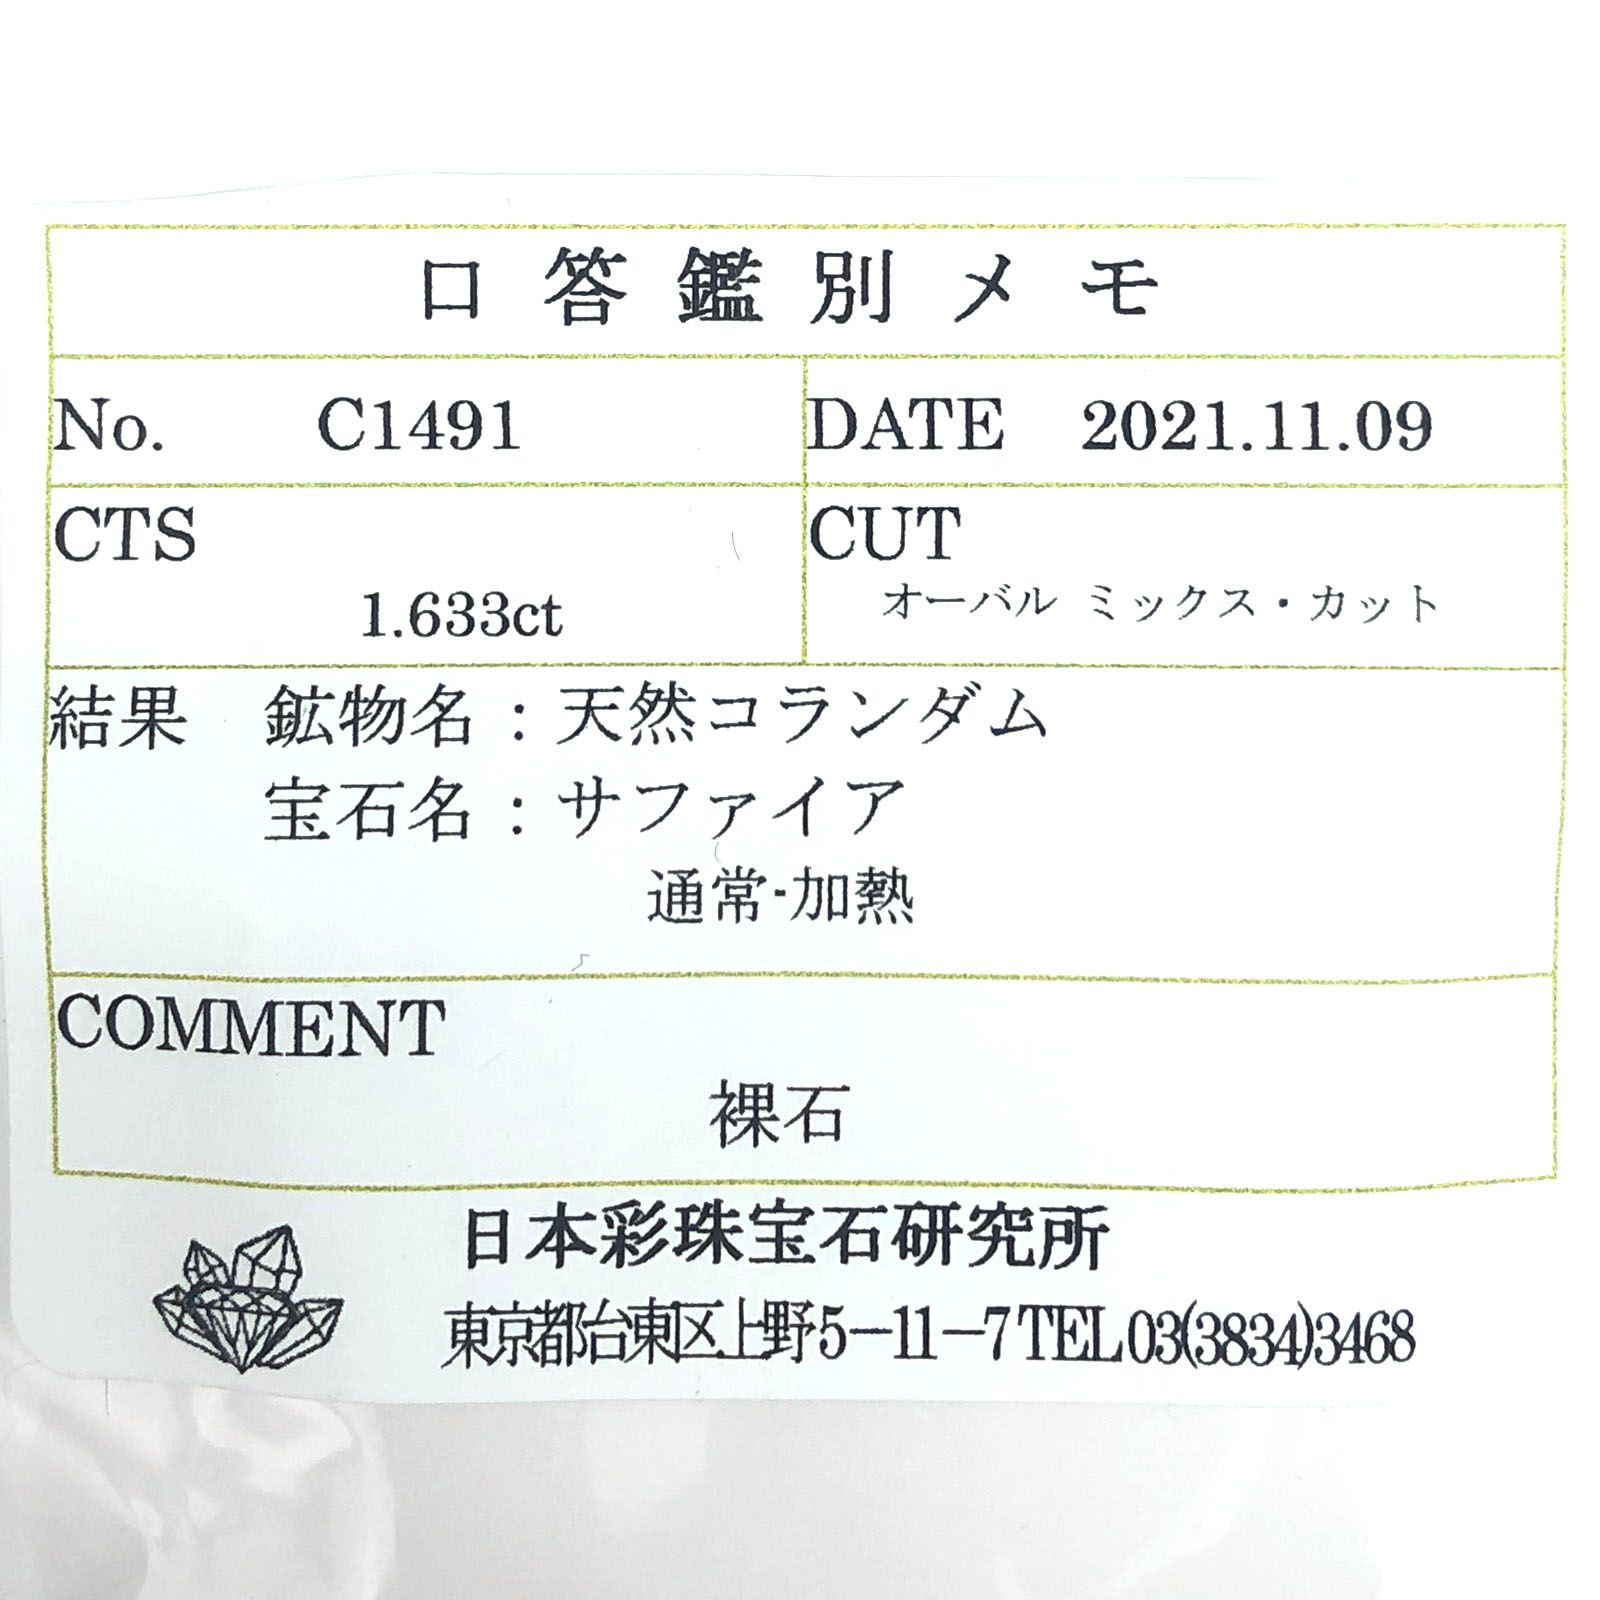 口答鑑別メモ
No. C1491 DATE 2021.11.09
CTS CUT
1.633ct オーバル ミックス・カット
結果 鉱物名：天然コランダム
宝石名：サファイア
通常-加熱
COMMENT
裸石
日本彩珠宝石研究所
東京都台東区上野5－11－7 TEL 03(3834)3468